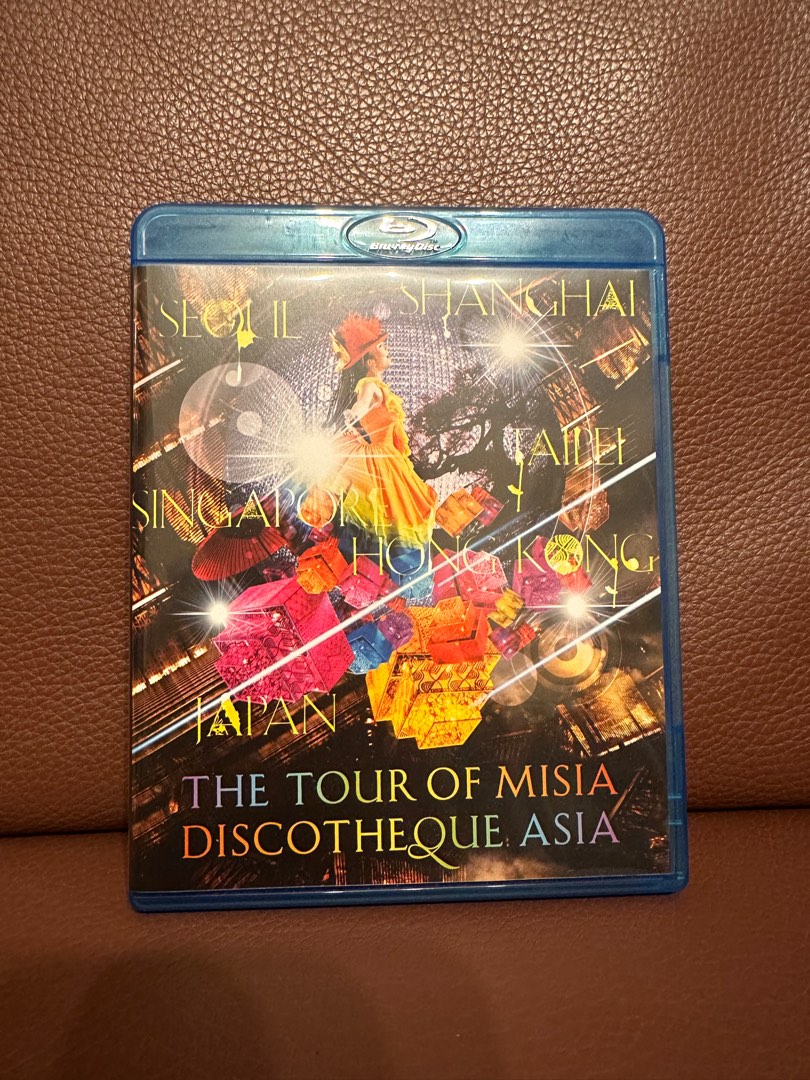 Blu-ray Disc
SHANGHAI
SEOUL
TAIPEI
SINGAPORE
HONG KONG
JAPAN
THE TOUR OF MISIA
DISCOTHEQUE ASIA